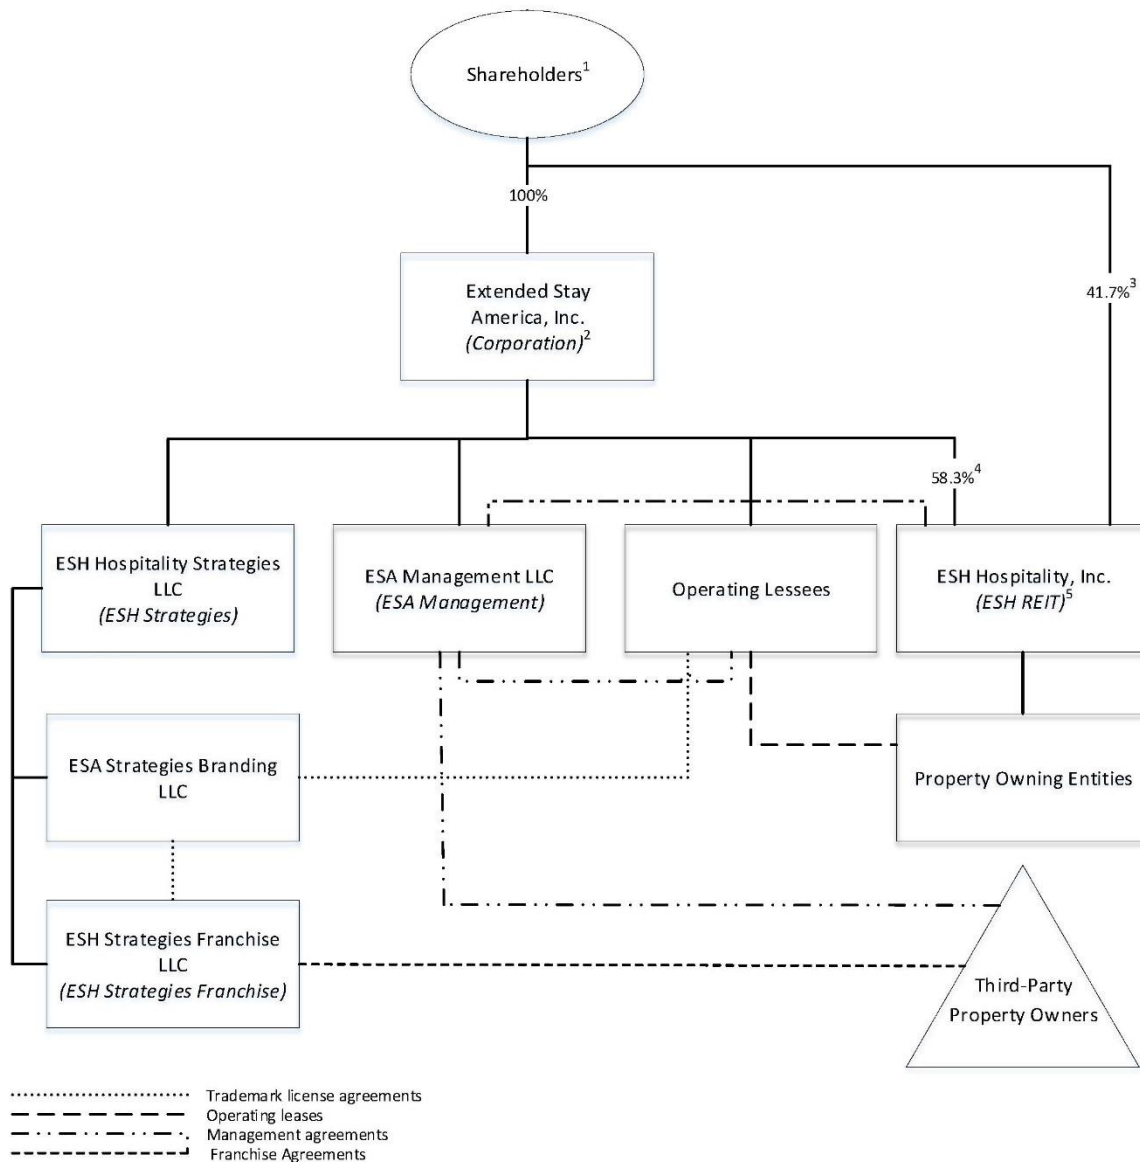 Shareholders1
100%
41.7%3
Extended Stay
America, Inc.
(Corporation)2
58.3%4
ESH Hospitality Strategies
LLC
(ESH Strategies)
ESA Management LLC
(ESA Management)
Operating Lessees
ESH Hospitality, Inc.
(ESH REIT)5
ESA Strategies Branding
LLC
Property Owning Entities
ESH Strategies Franchise
LLC
(ESH Strategies Franchise)
Third-Party
Property Owners
Trademark license agreements
Operating leases
Management agreements
Franchise Agreements